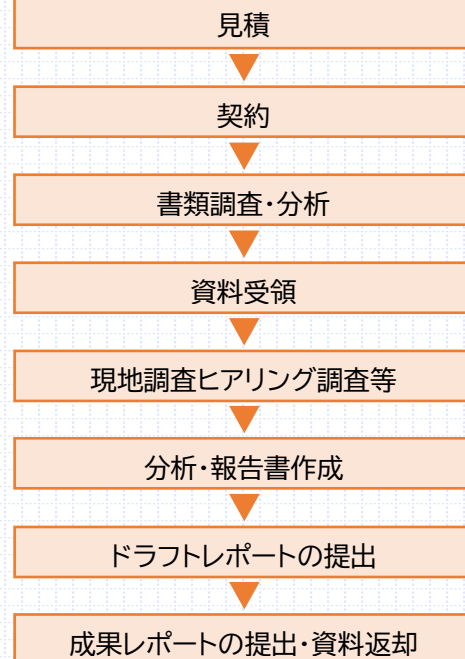 見積
契約
書類調査・分析
資料受領
現地調査ヒアリング調査等
分析・報告書作成
ドラフトレポートの提出
成果レポートの提出・資料返却